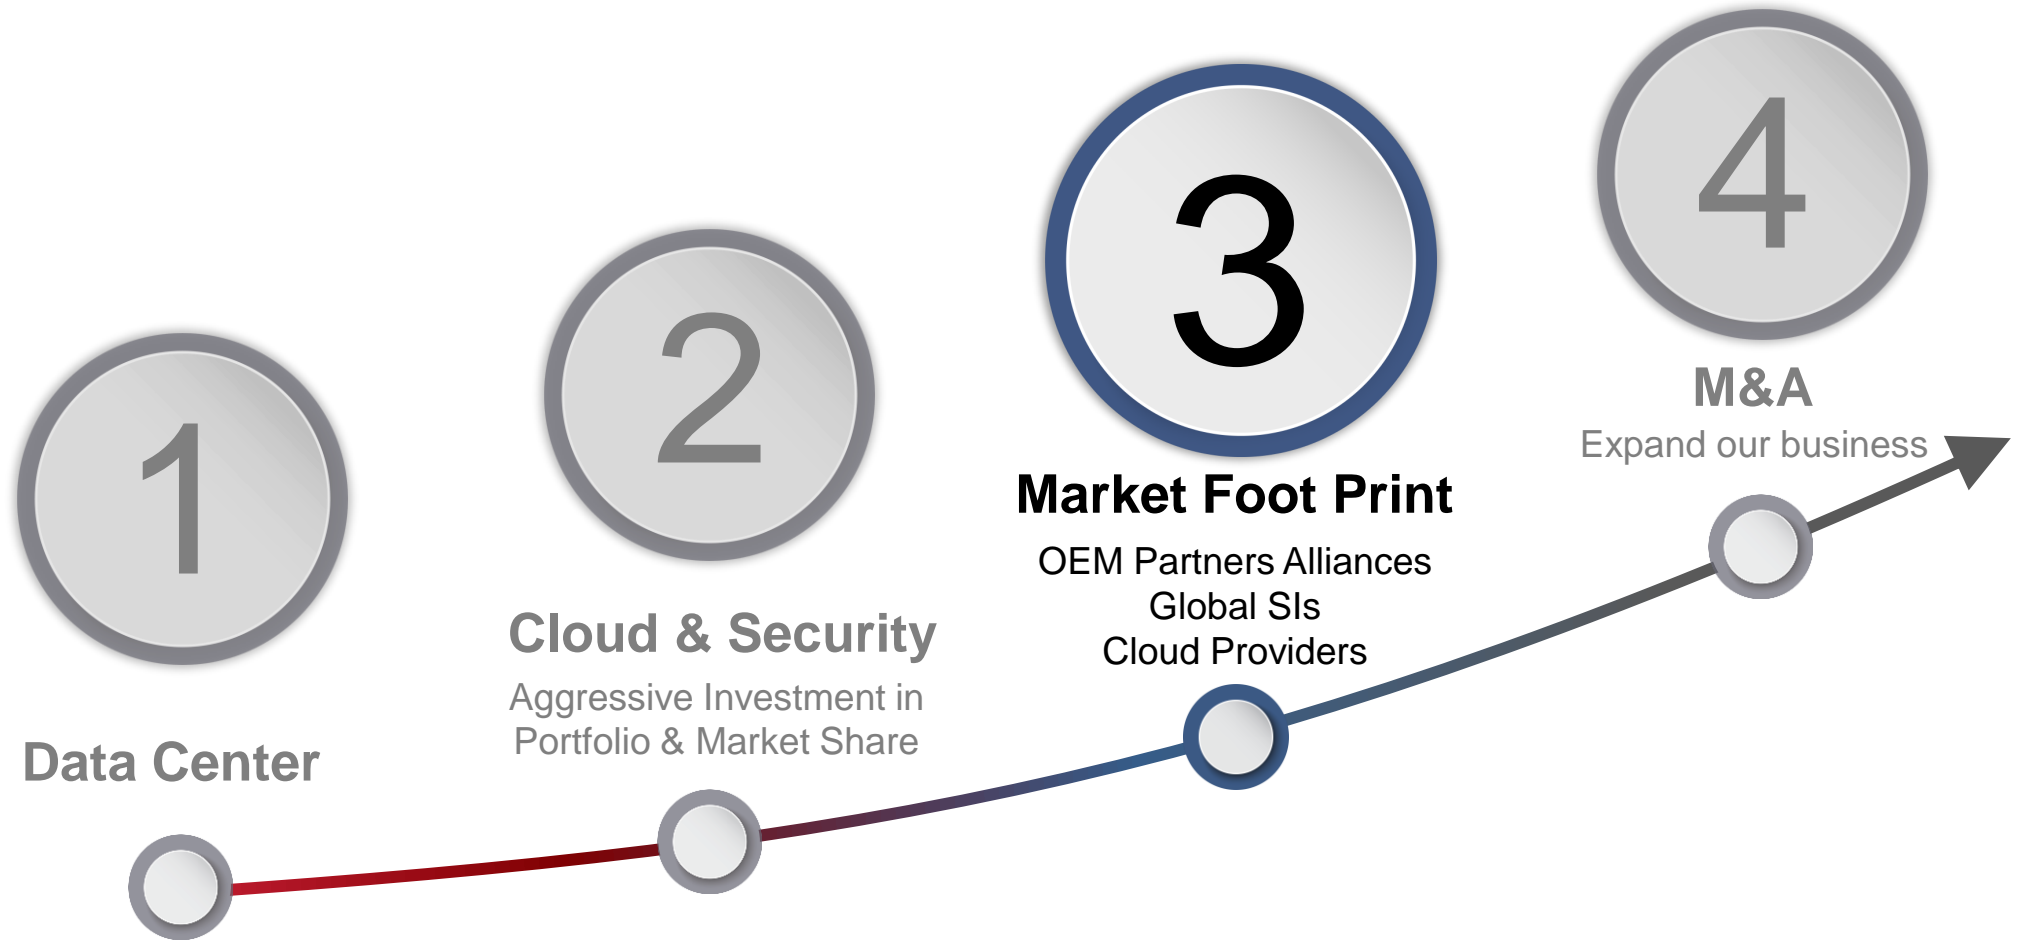 1
Data Center
2
Cloud & Security
Aggressive Investment in
Portfolio & Market Share
3
Market Foot Print
OEM Partners Alliances
Global SIs
Cloud Providers
4
M&A
Expand our business